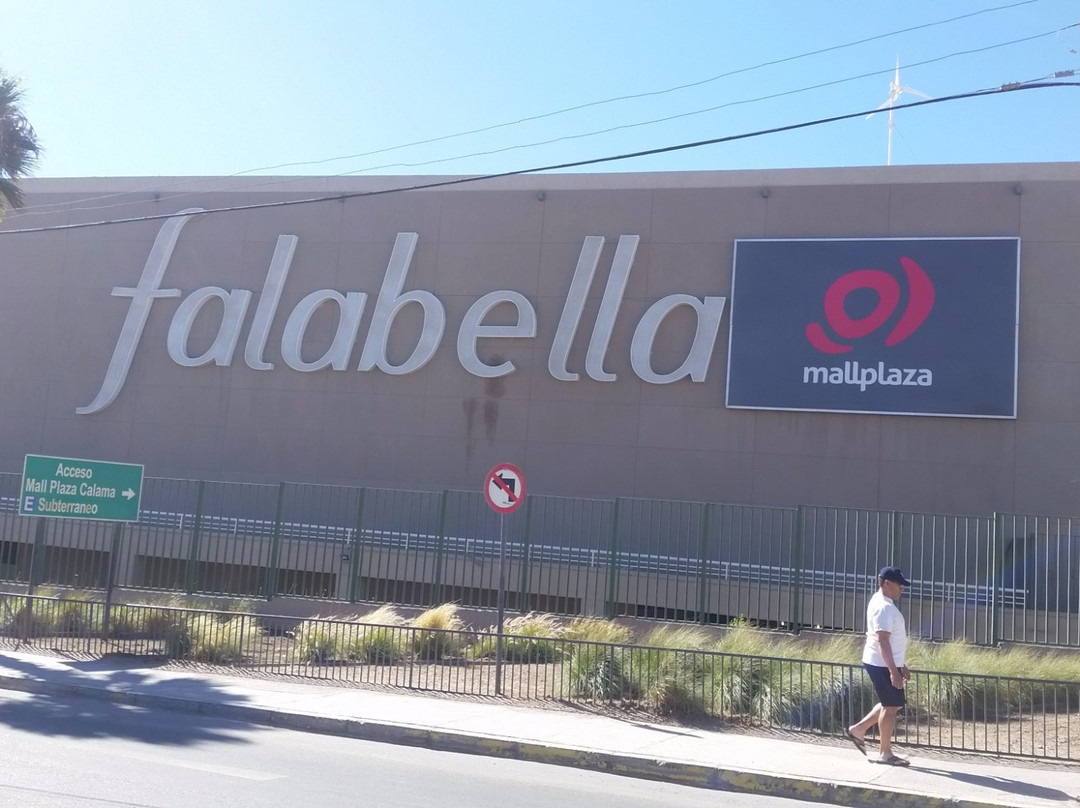 falabella
mallplaza
Acceso
Mall Plaza Calama
E Subterraneo